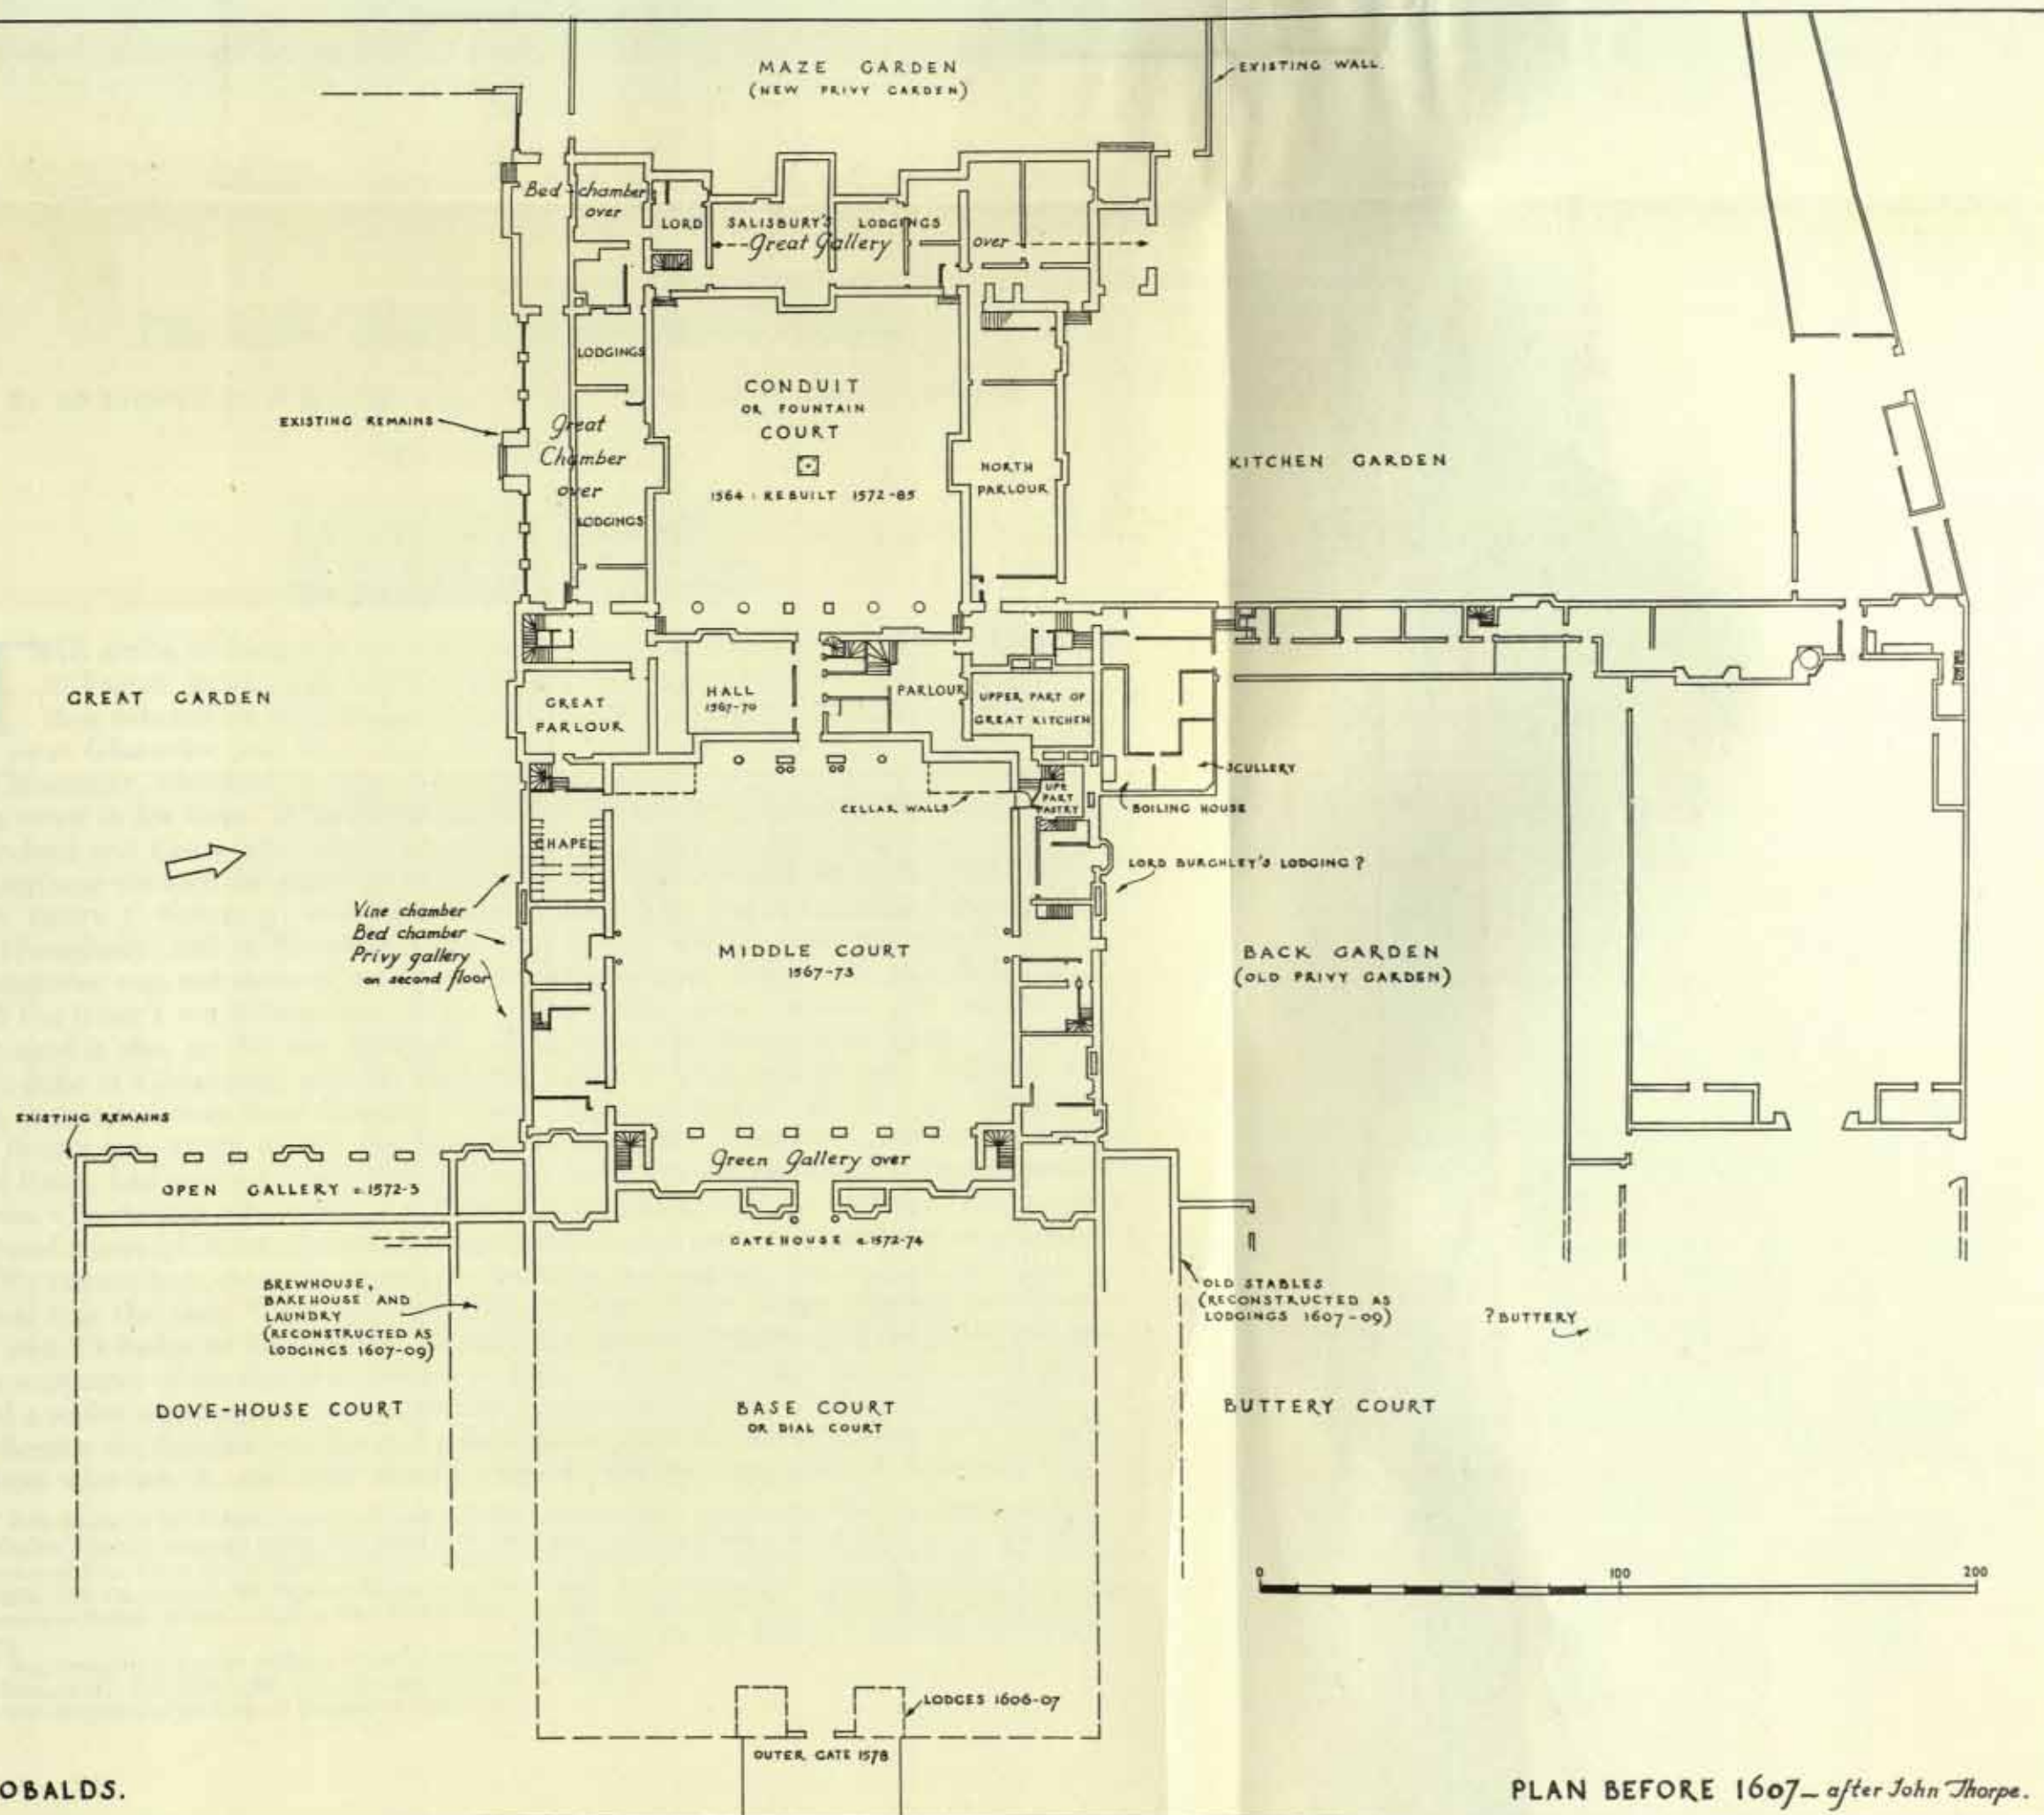 MAZE GARDEN
(NEW PRIVY GARDEN)
EXISTING WALL.
Bed chamber
over
LORD SALISBURY'S LODGINGS
Great Gallery over
LODGINGS
CONDUIT
OR FOUNTAIN
COURT
1564 : REBUILT 1572-85
EXISTING REMAINS
Great
Chamber
over
LODGINGS
NORTH
PARLOUR
KITCHEN GARDEN
GREAT GARDEN
GREAT
PARLOUR
HALL
1567-70
PARLOUR
UPPER PART OF
GREAT KITCHEN
SCULLERY
UPE
PART
PASTRY
BOILING HOUSE
CELLAR WALLS
CHAPEL
LORD BURGHLEY'S LODGING ?
Vine chamber
Bed chamber
Privy gallery
on second floor
MIDDLE COURT
1567-73
BACK GARDEN
(OLD PRIVY GARDEN)
EXISTING REMAINS
OPEN GALLERY c.1572-3
Green Gallery over
GATEHOUSE c.1572-74
BREWHOUSE,
BAKEHOUSE AND
LAUNDRY
(RECONSTRUCTED AS
LODGINGS 1607-09)
OLD STABLES
(RECONSTRUCTED AS
LODGINGS 1607-09)
? BUTTERY
DOVE-HOUSE COURT
BASE COURT
OR DIAL COURT
BUTTERY COURT
0 100 200
LODGES 1606-07
OUTER GATE 1578
OBALDS.
PLAN BEFORE 1607 – after John Thorpe.